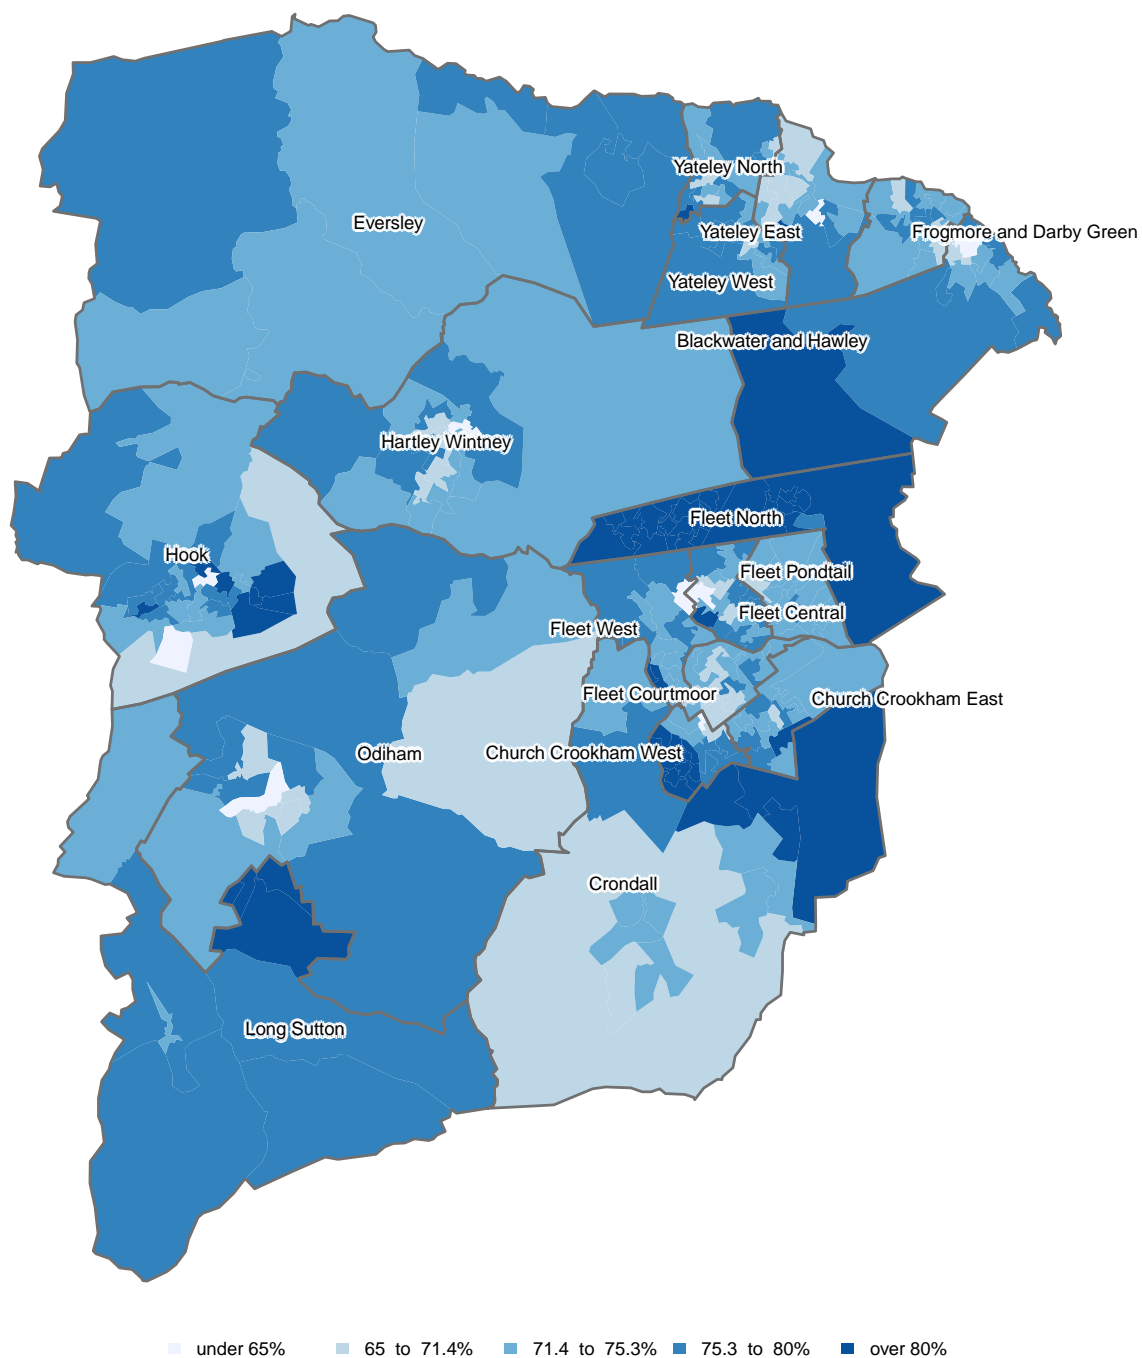 Yateley North
Eversley
Yateley East
Frogmore and Darby Green
Yateley West
Blackwater and Hawley
Hartley Wintney
Fleet North
Hook
Fleet Pondtail
Fleet Central
Fleet West
Fleet Courtmoor
Church Crookham East
Odiham
Church Crookham West
Crondall
Long Sutton
under 65%
65 to 71.4%
71.4 to 75.3%
75.3 to 80%
over 80%